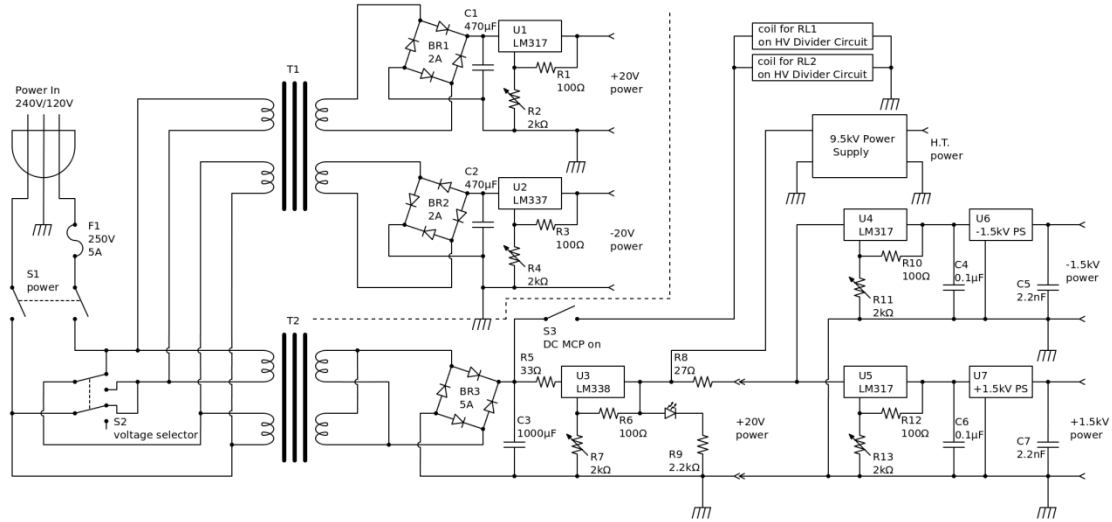 Power In
240V/120V
F1
250V
5A
S1
power
S2
voltage selector
T1
T2
C1
470µF
BR1
2A
U1
LM317
R1
100Ω
R2
2kΩ
+20V
power
C2
470µF
BR2
2A
U2
LM337
R3
100Ω
R4
2kΩ
-20V
power
S3
DC MCP on
BR3
5A
R5
33Ω
C3
1000µF
U3
LM338
R6
100Ω
R7
2kΩ
R8
27Ω
R9
2.2kΩ
+20V
power
coil for RL1
on HV Divider Circuit
coil for RL2
on HV Divider Circuit
9.5kV Power
Supply
H.T.
power
U4
LM317
R10
100Ω
R11
2kΩ
C4
0.1µF
U6
-1.5kV PS
C5
2.2nF
-1.5kV
power
U5
LM317
R12
100Ω
R13
2kΩ
C6
0.1µF
U7
+1.5kV PS
C7
2.2nF
+1.5kV
power